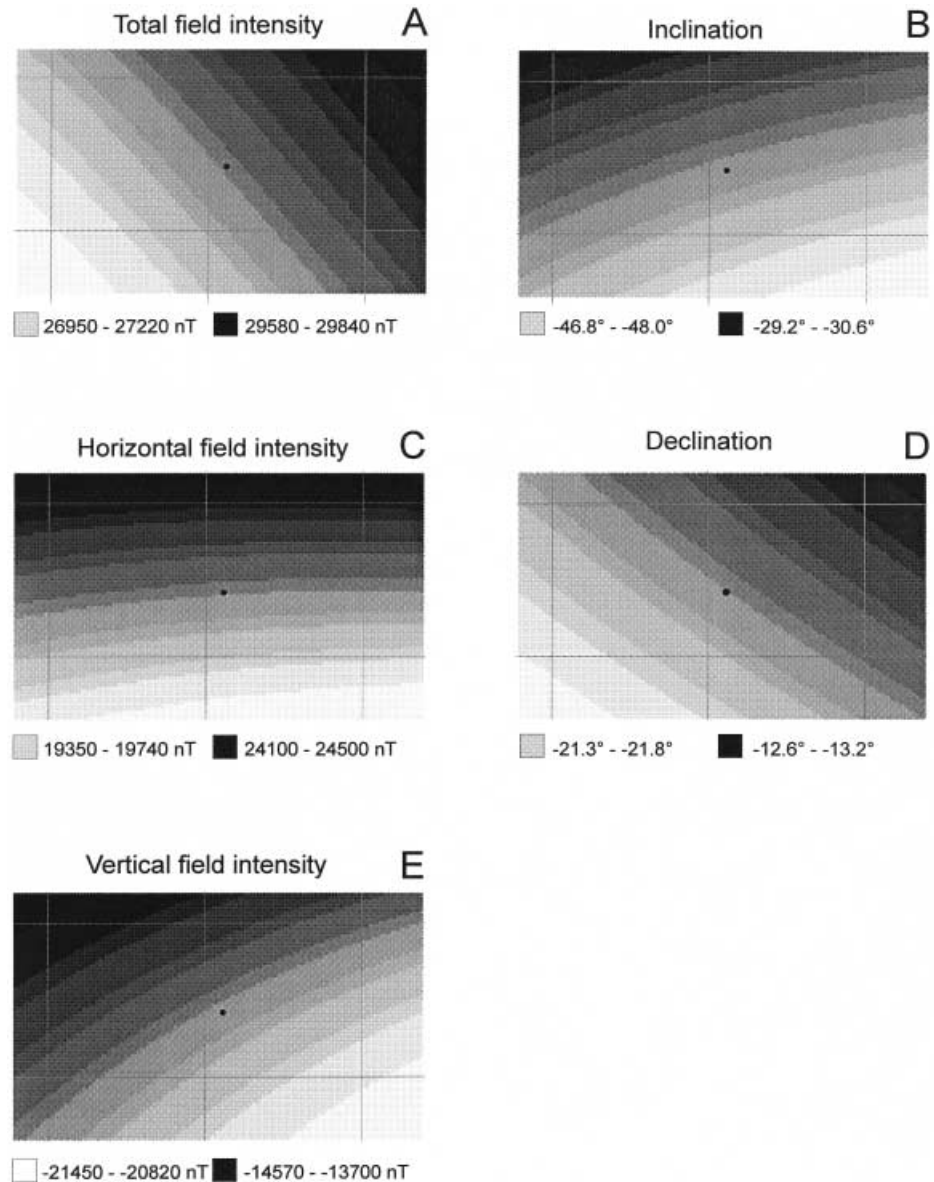 Total field intensity A
Inclination B
26950 - 27220 nT 29580 - 29840 nT
-46.8° - -48.0° -29.2° - -30.6°
Horizontal field intensity C
Declination D
19350 - 19740 nT 24100 - 24500 nT
-21.3° - -21.8° -12.6° - -13.2°
Vertical field intensity E
-21450 - -20820 nT -14570 - -13700 nT